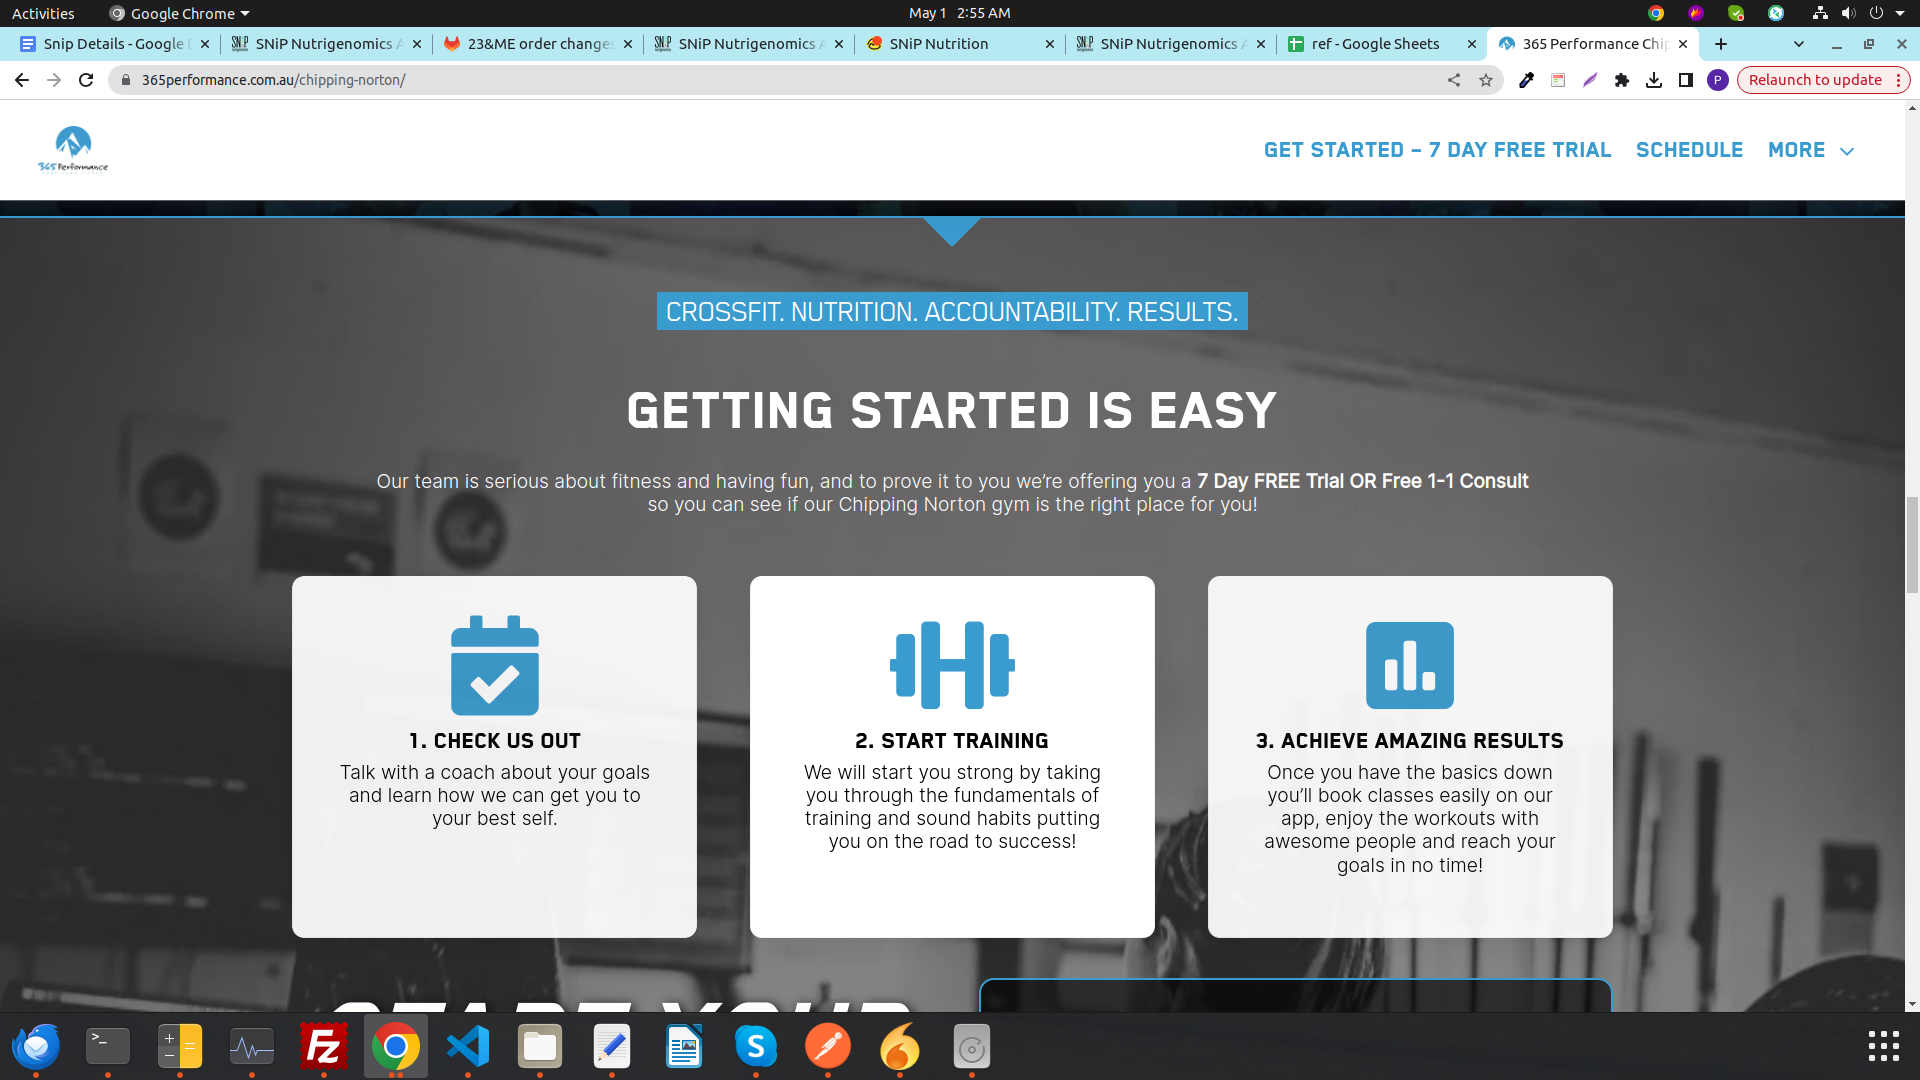 Activities
Google Chrome
May 1 2:55 AM
Snip Details - Google
SNiP Nutrigenomics
23&ME order changes
SNiP Nutrigenomics
SNiP Nutrition
SNiP Nutrigenomics
ref - Google Sheets
365 Performance Chip
365performance.com.au/chipping-norton/
P
Relaunch to update
365 Performance
GET STARTED – 7 DAY FREE TRIAL
SCHEDULE
MORE
CROSSFIT. NUTRITION. ACCOUNTABILITY. RESULTS.
GETTING STARTED IS EASY
Our team is serious about fitness and having fun, and to prove it to you we’re offering you a 7 Day FREE Trial OR Free 1-1 Consult
so you can see if our Chipping Norton gym is the right place for you!
1. CHECK US OUT
Talk with a coach about your goals
and learn how we can get you to
your best self.
2. START TRAINING
We will start you strong by taking
you through the fundamentals of
training and sound habits putting
you on the road to success!
3. ACHIEVE AMAZING RESULTS
Once you have the basics down
you’ll book classes easily on our
app, enjoy the workouts with
awesome people and reach your
goals in no time!
START YOUR